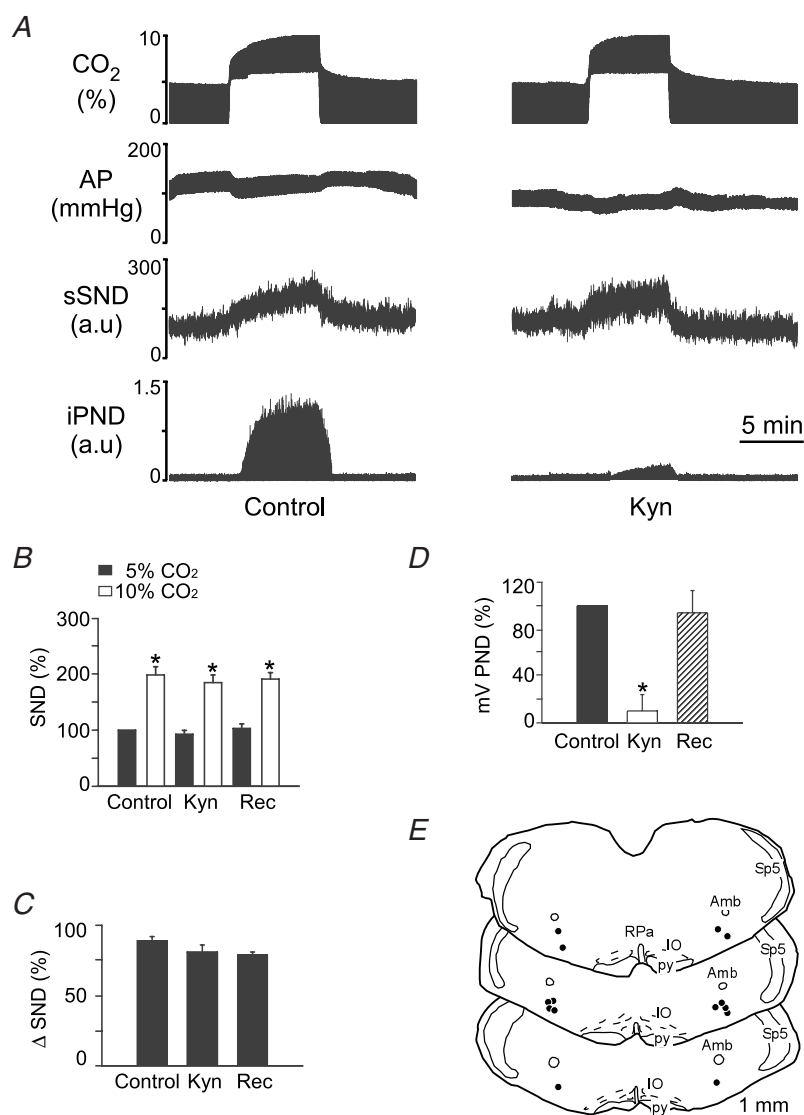 A
CO2
(%)
10
0
AP
(mmHg)
200
0
sSND
(a.u)
300
0
iPND
(a.u)
1.5
0
5 min
Control
Kyn
B
5% CO2
10% CO2
SND (%)
300
200
100
0
*
*
*
Control Kyn Rec
C
Δ SND (%)
100
50
0
Control Kyn Rec
D
mV PND (%)
120
80
40
0
*
Control Kyn Rec
E
Sp5
Amb
RPa
IO
py
Sp5
Amb
IO
py
Sp5
Amb
IO
py
1 mm